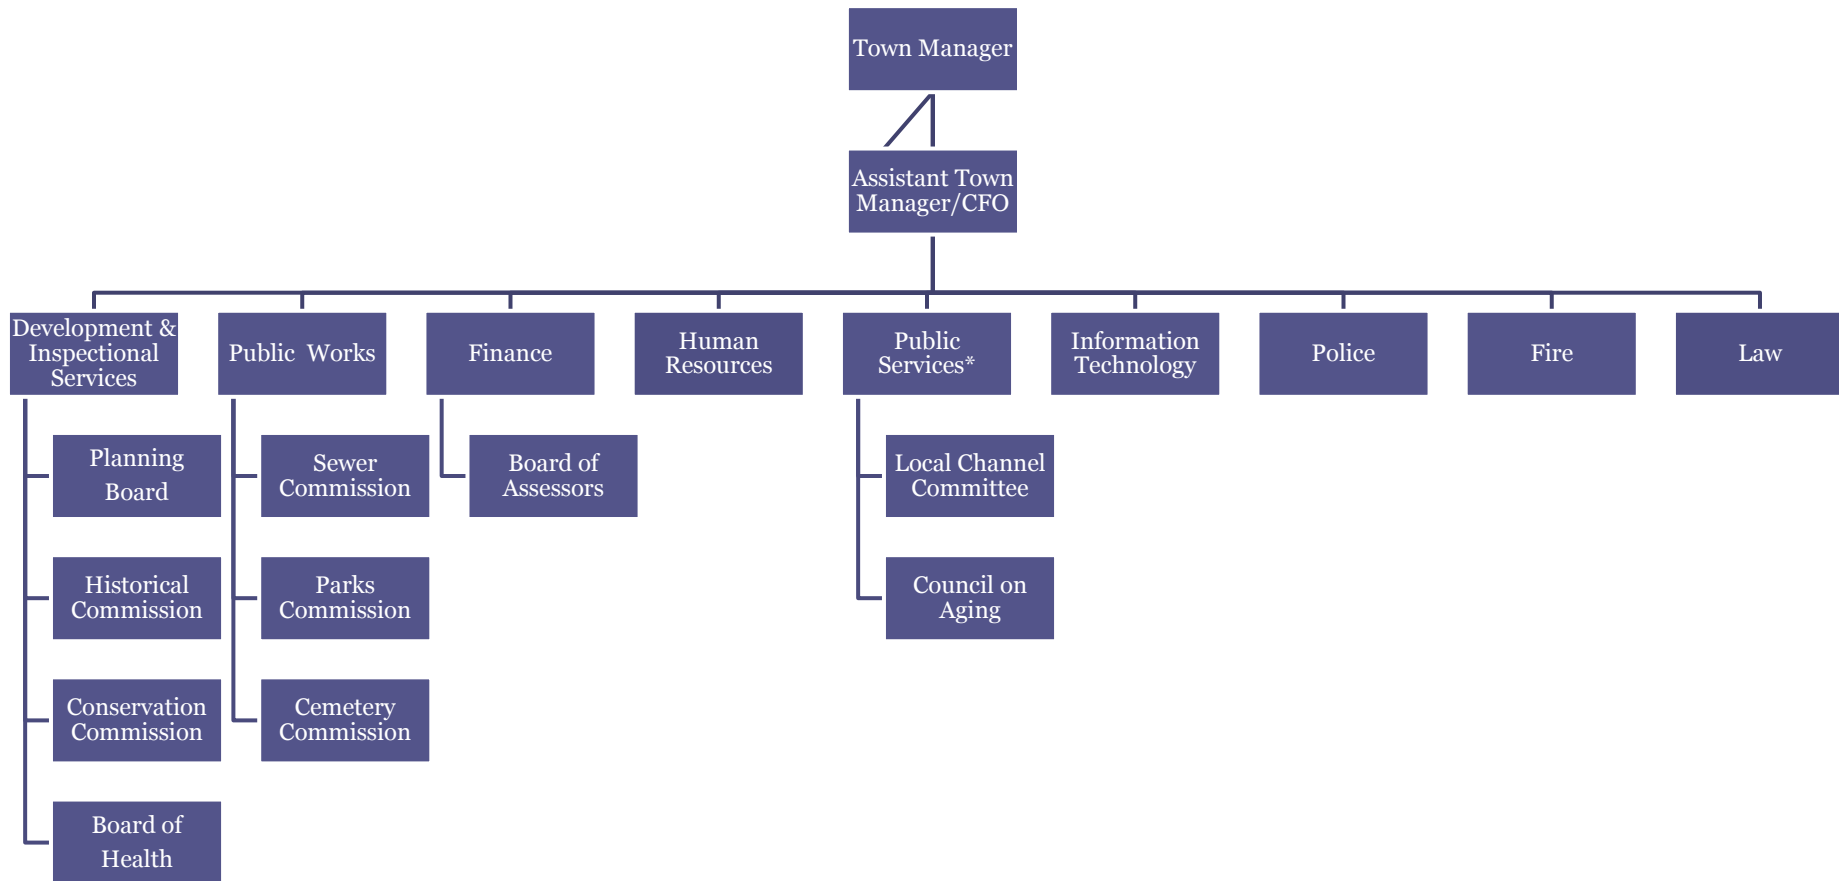 Town Manager
Assistant Town
Manager/CFO
Development &
Inspectional
Services
Public Works
Finance
Human
Resources
Public
Services*
Information
Technology
Police
Fire
Law
Planning
Board
Sewer
Commission
Board of
Assessors
Local Channel
Committee
Historical
Commission
Parks
Commission
Council on
Aging
Conservation
Commission
Cemetery
Commission
Board of
Health